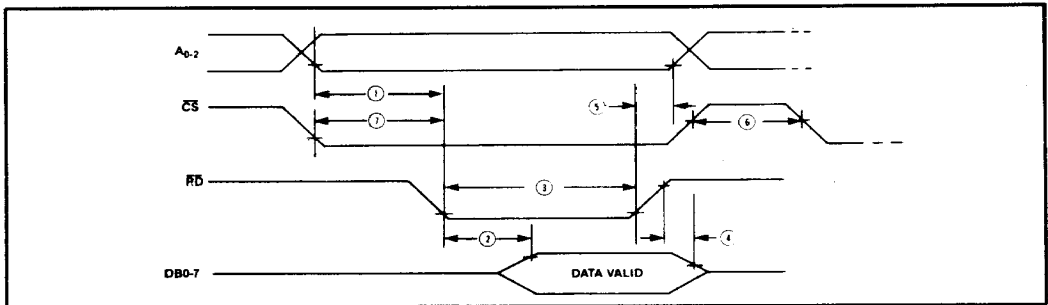 A0-2
①
CS
⑦
⑤
⑥
RD
③
②
④
DB0-7
DATA VALID